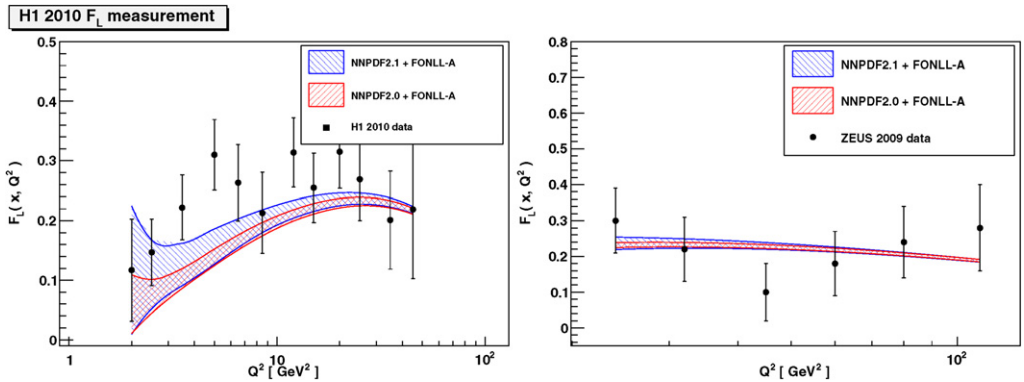 H1 2010 F_L measurement
F_L( x, Q²)
0.5
0.4
0.3
0.2
0.1
0
NNPDF2.1 + FONLL-A
NNPDF2.0 + FONLL-A
H1 2010 data
1
10
10²
Q² [ GeV² ]
F_L( x, Q²)
0.8
0.7
0.6
0.5
0.4
0.3
0.2
0.1
0
NNPDF2.1 + FONLL-A
NNPDF2.0 + FONLL-A
ZEUS 2009 data
10²
Q² [ GeV² ]